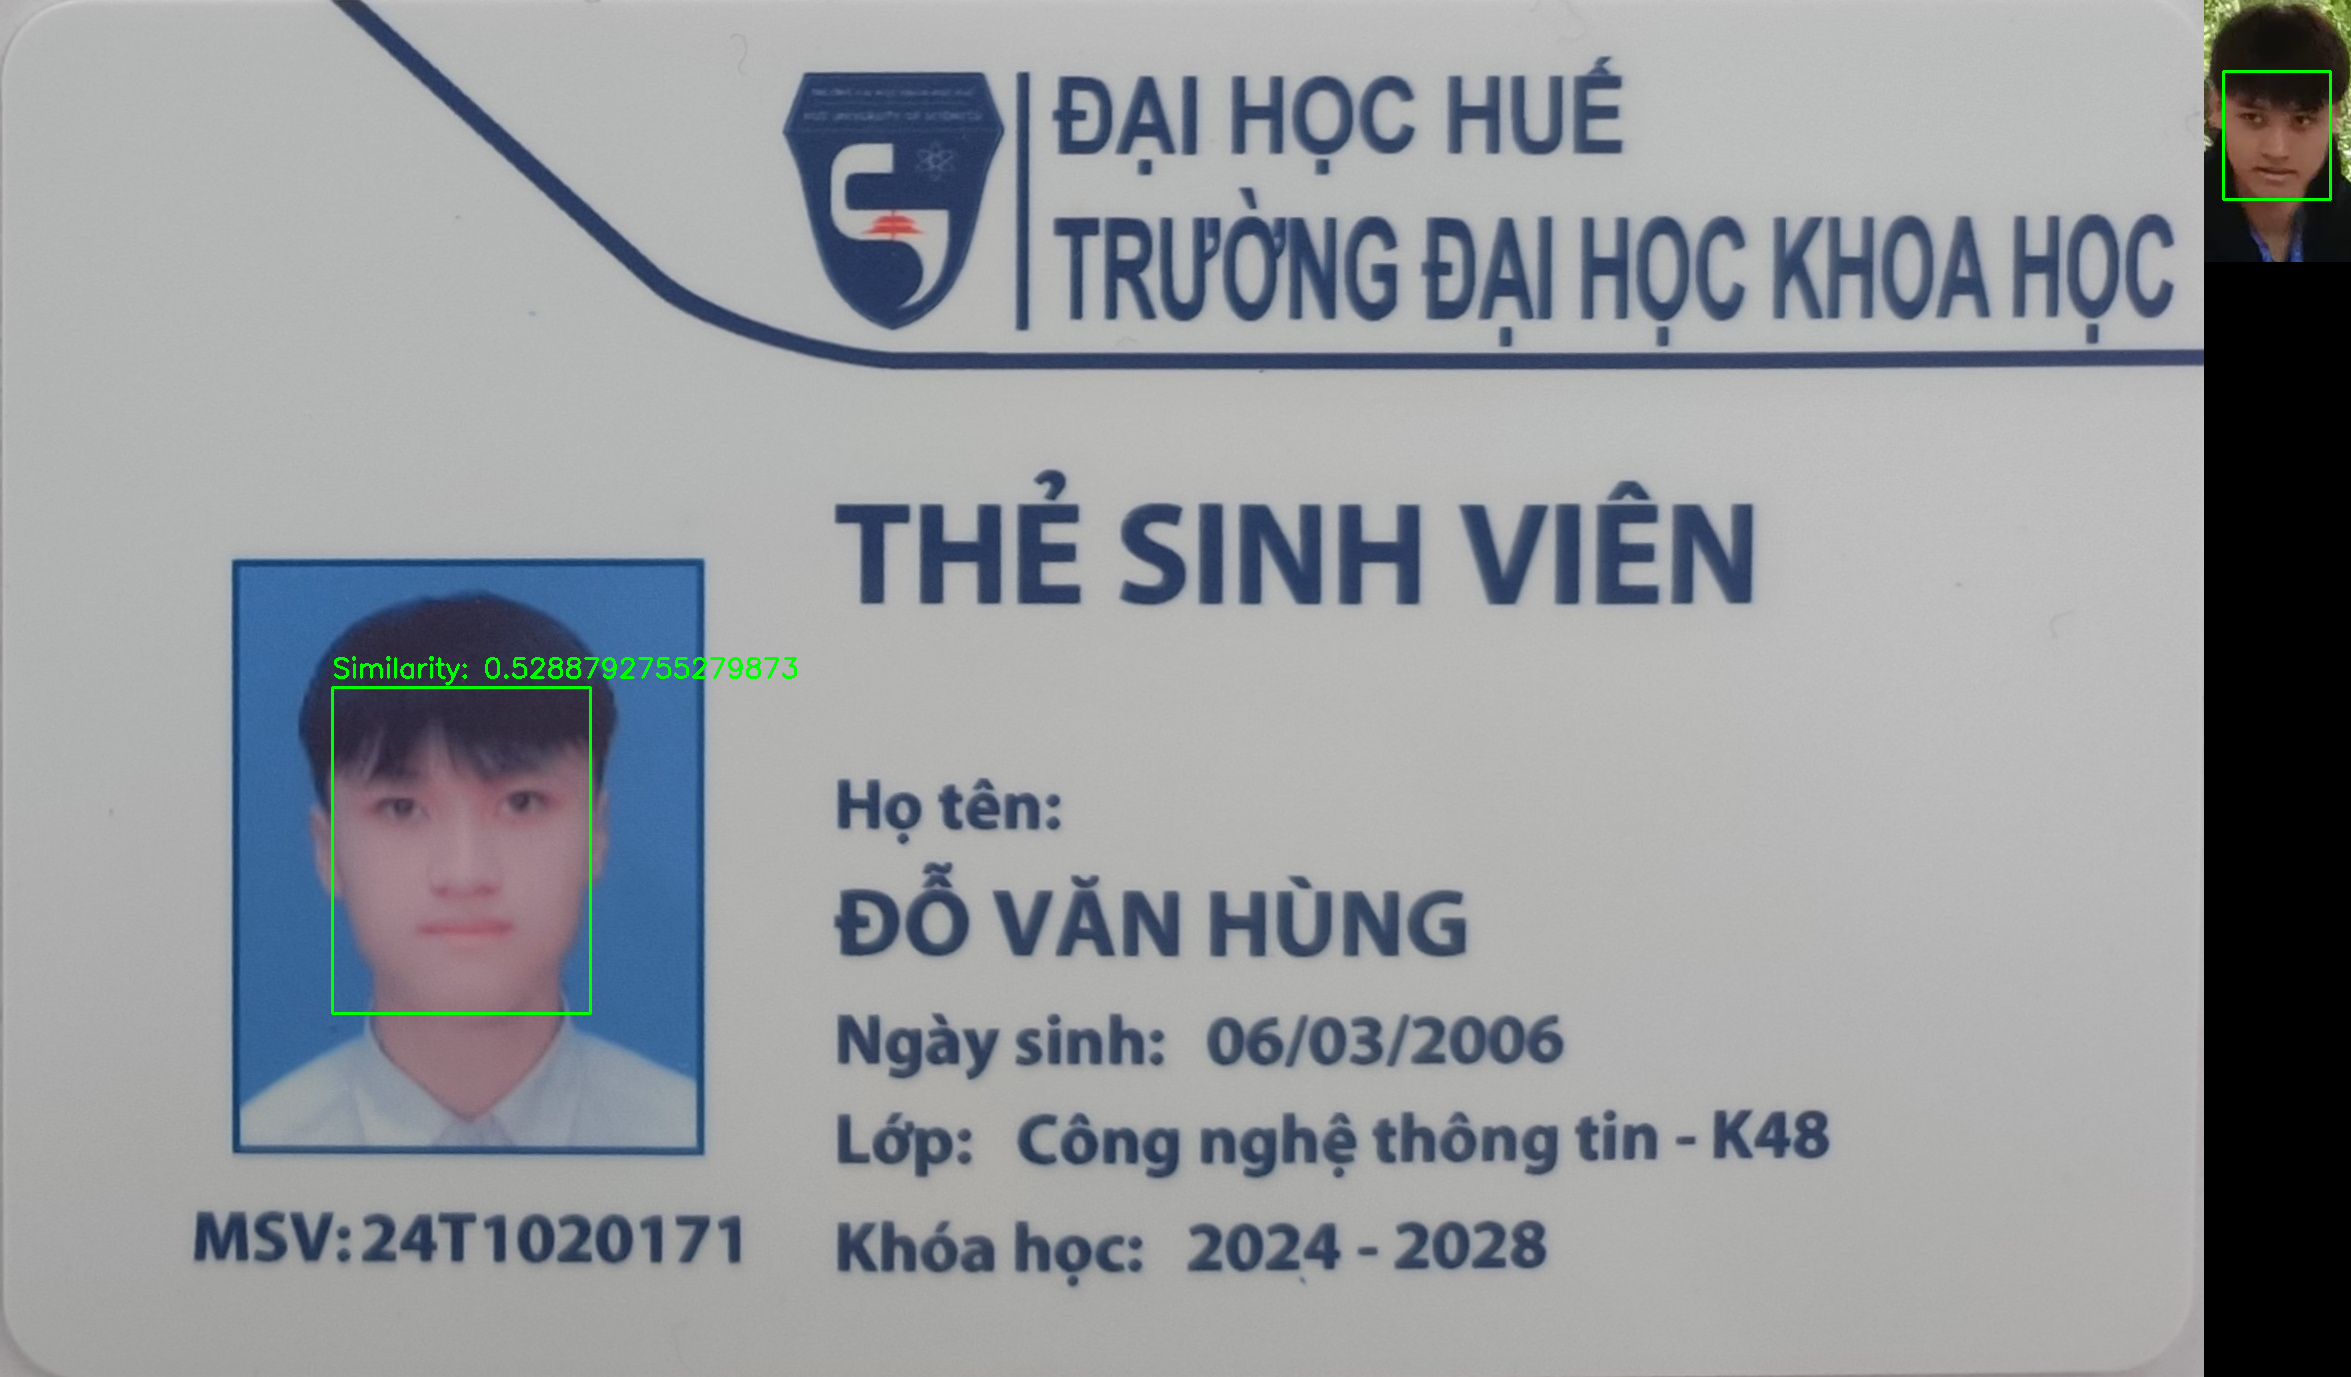 ĐẠI HỌC HUẾ
TRƯỜNG ĐẠI HỌC KHOA HỌC
THẺ SINH VIÊN
Similarity: 0.5288792755279873
Họ tên:
ĐỖ VĂN HÙNG
Ngày sinh: 06/03/2006
Lớp: Công nghệ thông tin - K48
MSV: 24T1020171
Khóa học: 2024 - 2028